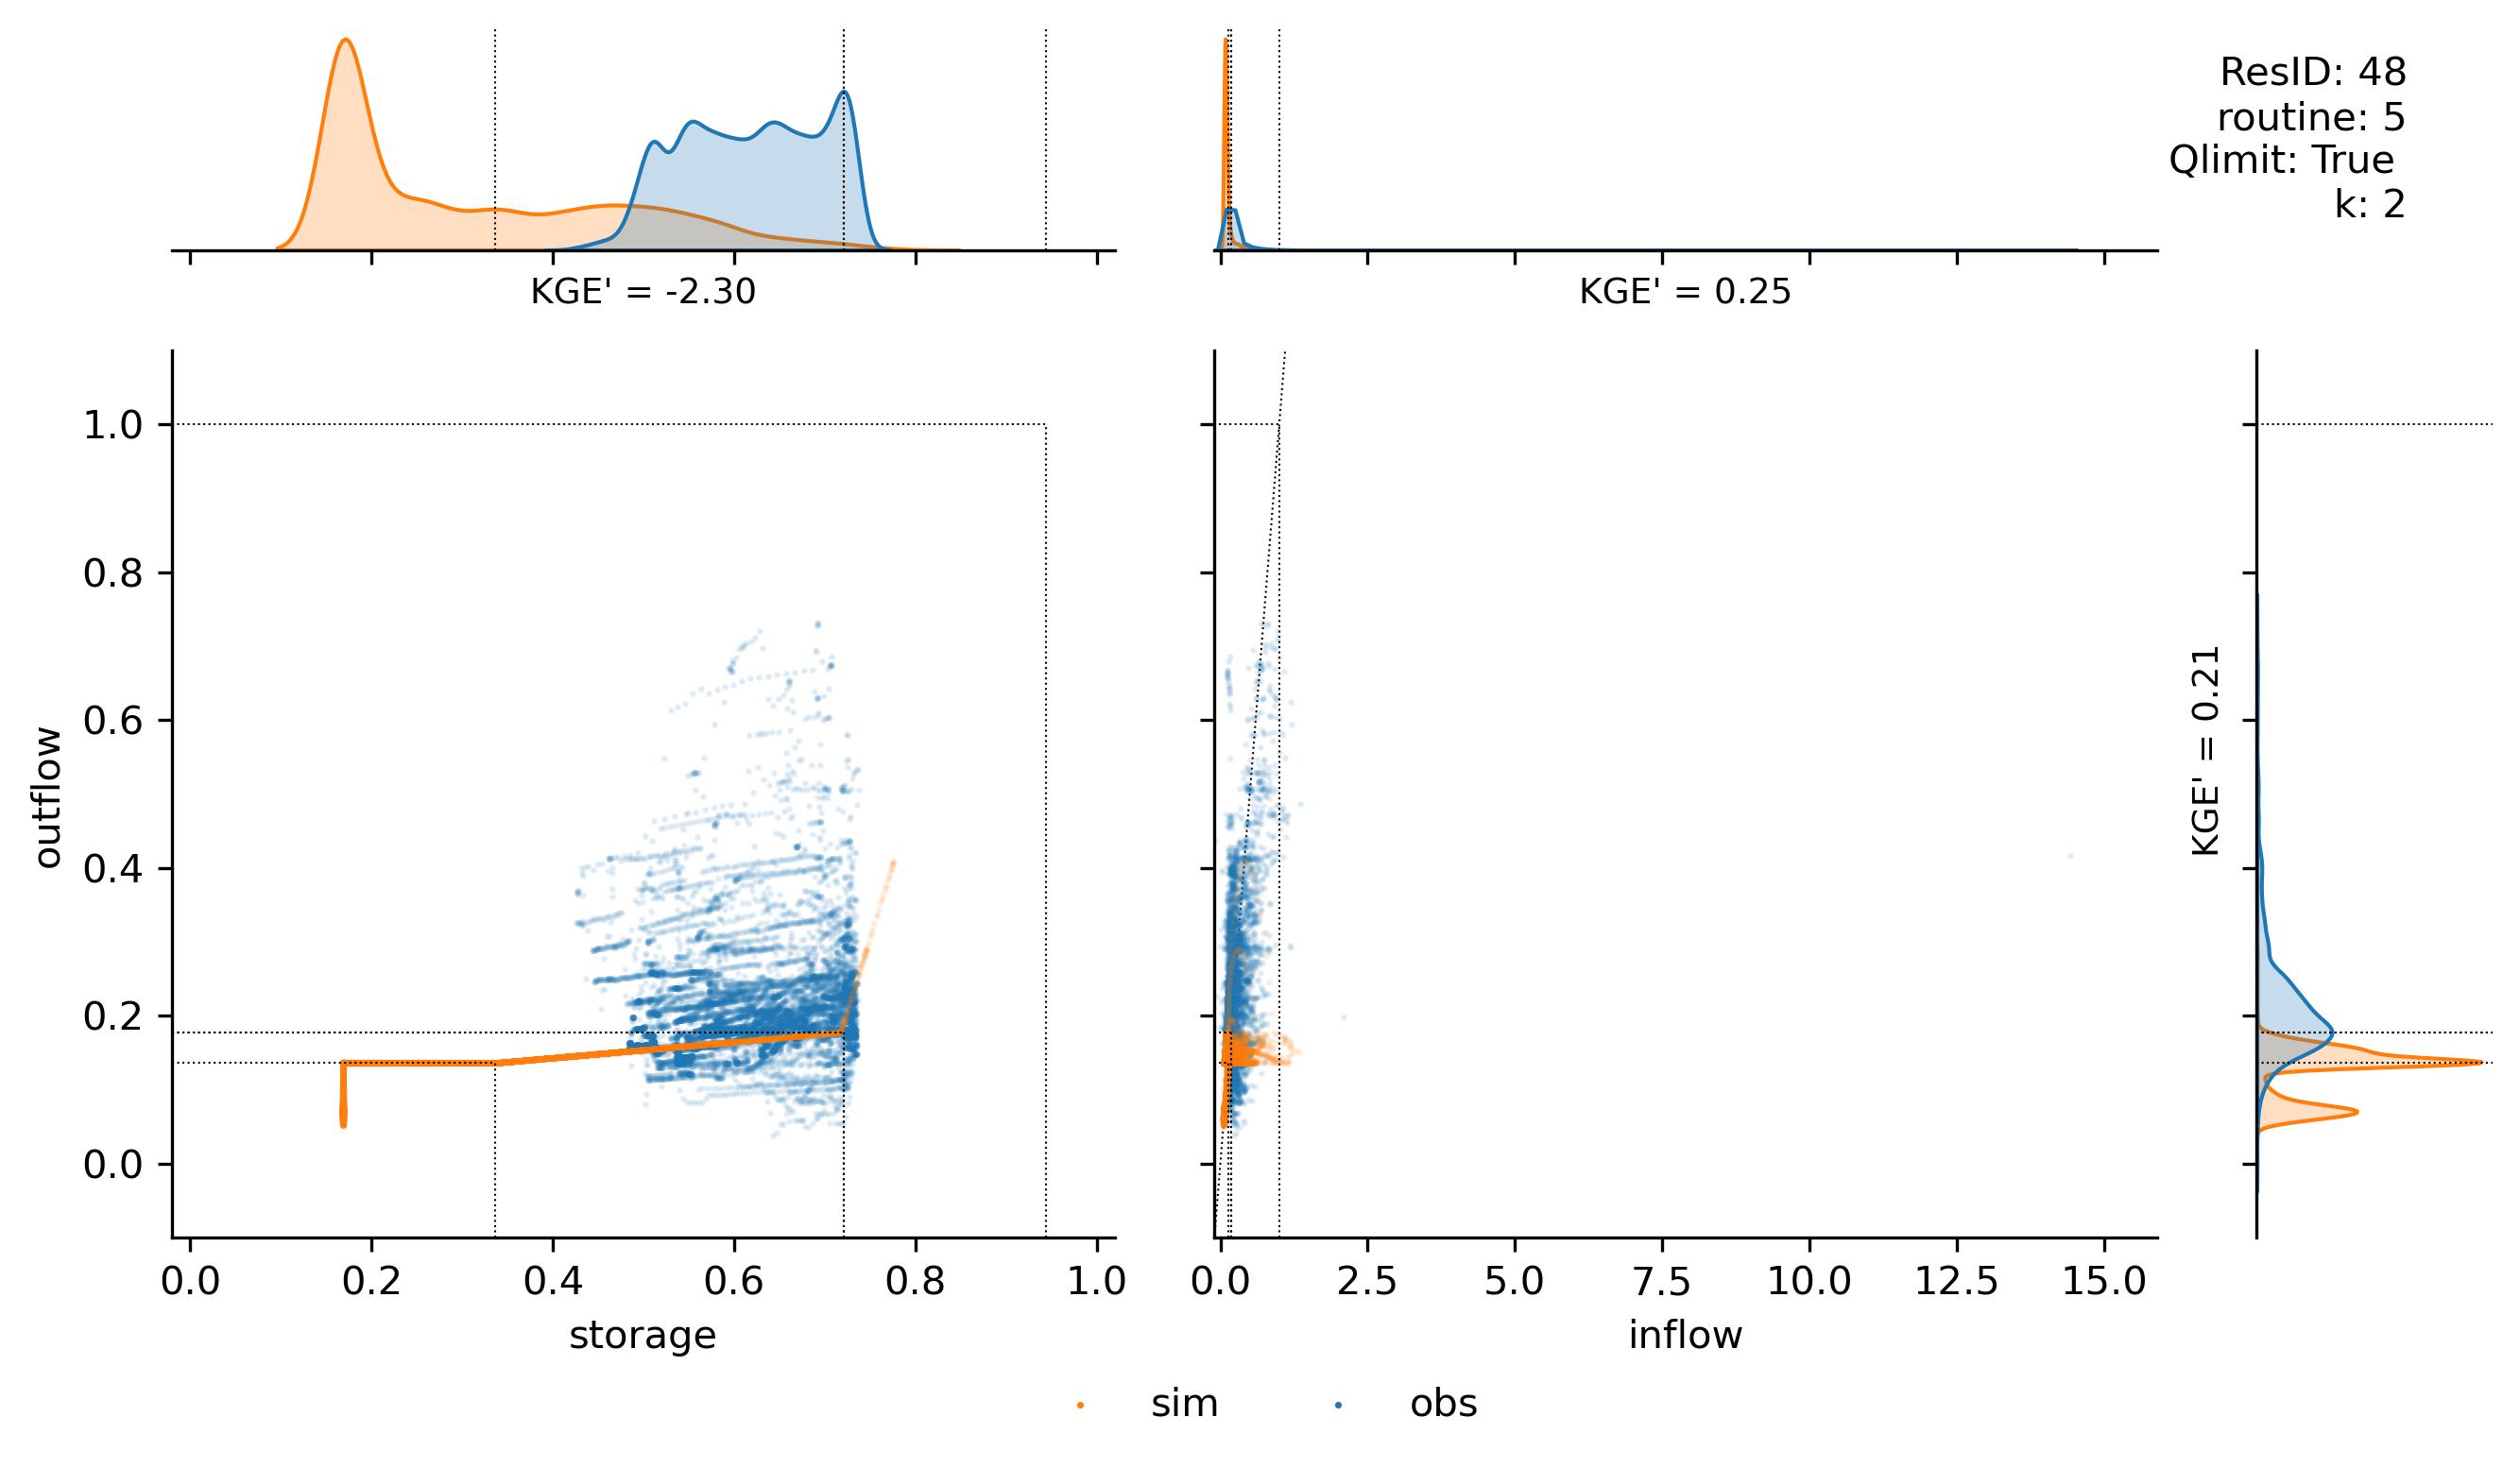 ResID: 48
routine: 5
Qlimit: True
k: 2
KGE' = -2.30
KGE' = 0.25
1.0
0.8
0.6
0.4
0.2
0.0
outflow
KGE' = 0.21
0.0 0.2 0.4 0.6 0.8 1.0
0.0 2.5 5.0 7.5 10.0 12.5 15.0
storage
inflow
sim obs